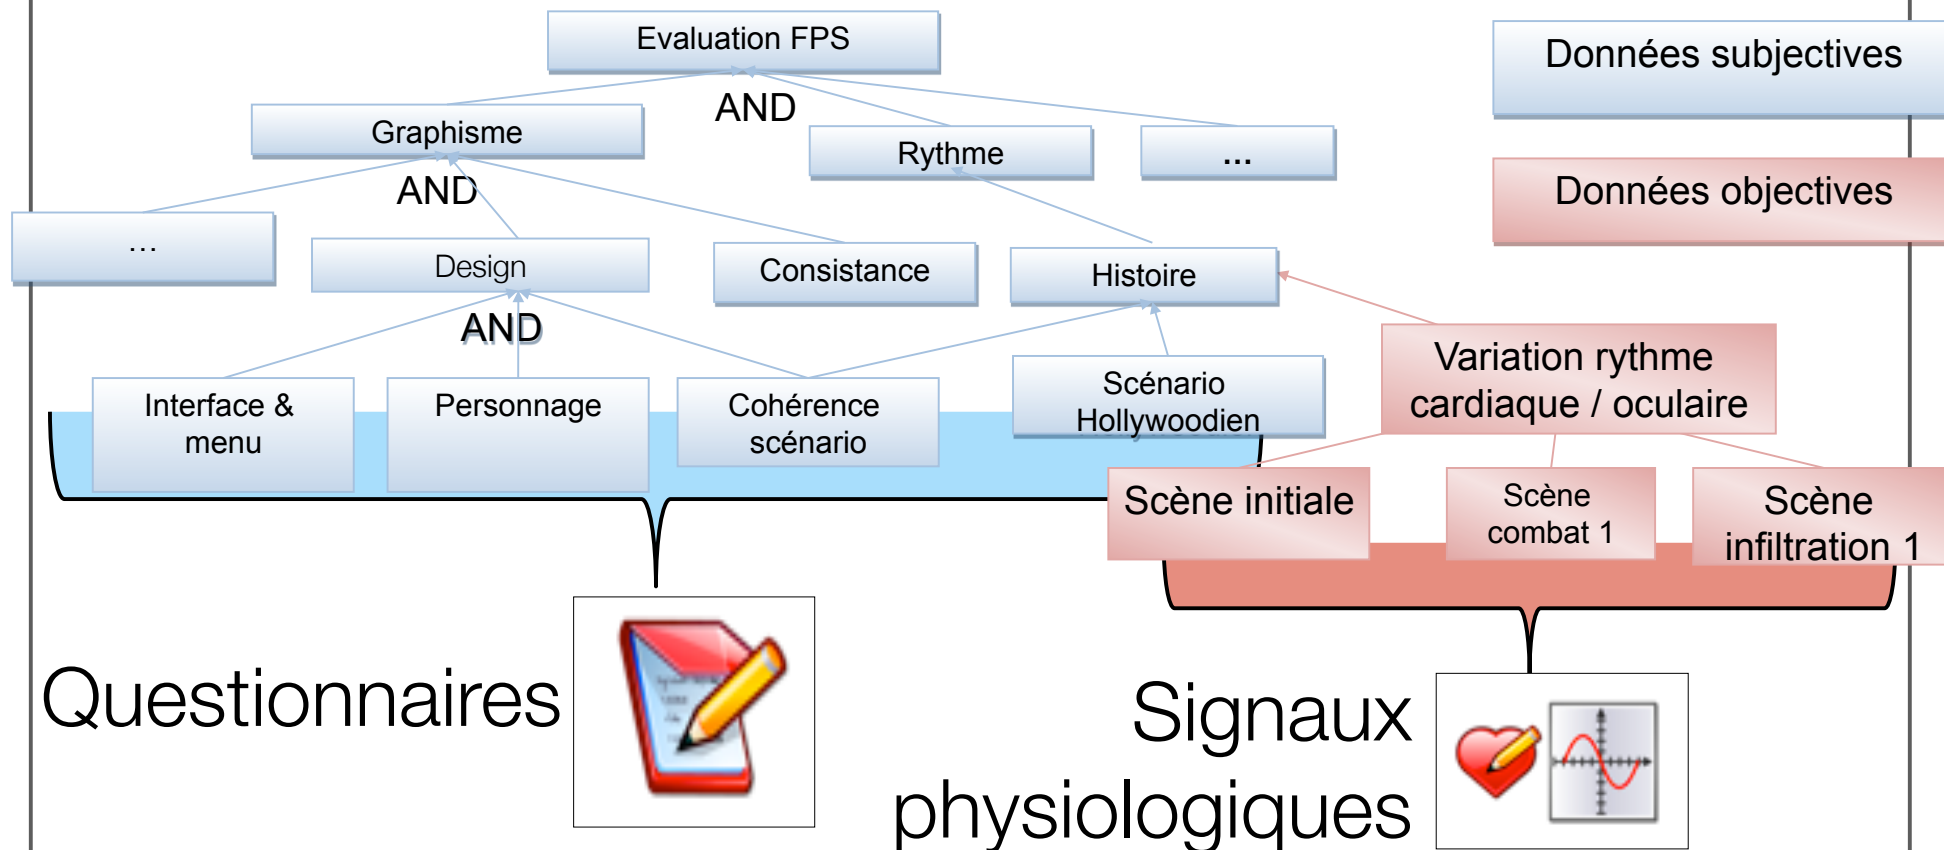 Evaluation FPS
Données subjectives
AND
Graphisme
Rythme
...
Données objectives
AND
...
Design
Consistance
Histoire
AND
Variation rythme
cardiaque / oculaire
Interface &
menu
Personnage
Cohérence
scénario
Scénario
Hollywoodien
Scène initiale
Scène
combat 1
Scène
infiltration 1
Questionnaires
Signaux
physiologiques